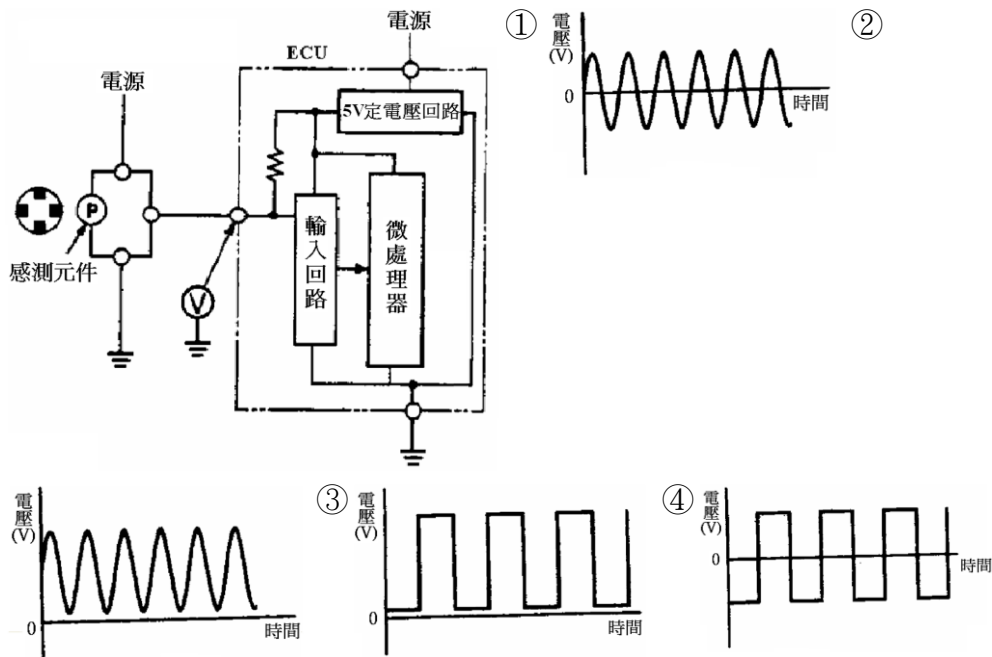 電源
ECU
5V定電壓回路
電源
P
感測元件
V
輸入回路
微處理器
①
電壓
(V)
0
時間
②
電壓
(V)
0
時間
③
電壓
(V)
0
時間
④
電壓
(V)
0
時間